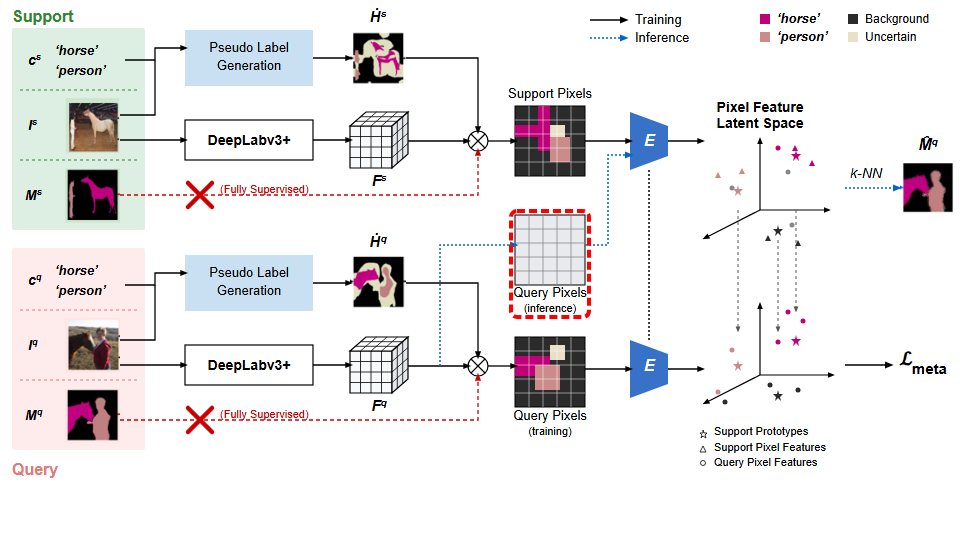 Support
cˢ
‘horse’
‘person’
Iˢ
Mˢ
Pseudo Label
Generation
DeepLabv3+
(Fully Supervised)
Ḣˢ
Fˢ
Training
Inference
‘horse’
‘person’
Background
Uncertain
Support Pixels
E
Pixel Feature
Latent Space
k-NN
M̂q
Query Pixels
(inference)
cq
‘horse’
‘person’
Iq
Mq
Pseudo Label
Generation
DeepLabv3+
(Fully Supervised)
Ḣq
Fq
Query Pixels
(training)
E
ℒmeta
Support Prototypes
Support Pixel Features
Query Pixel Features
Query